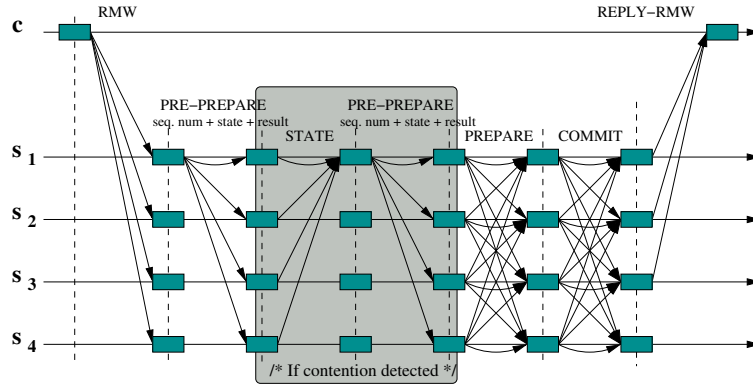 RMW
REPLY−RMW
c
PRE−PREPARE
seq. num + state + result
PRE−PREPARE
seq. num + state + result
STATE
PREPARE
COMMIT
s 1
s 2
s 3
s 4
/* If contention detected */